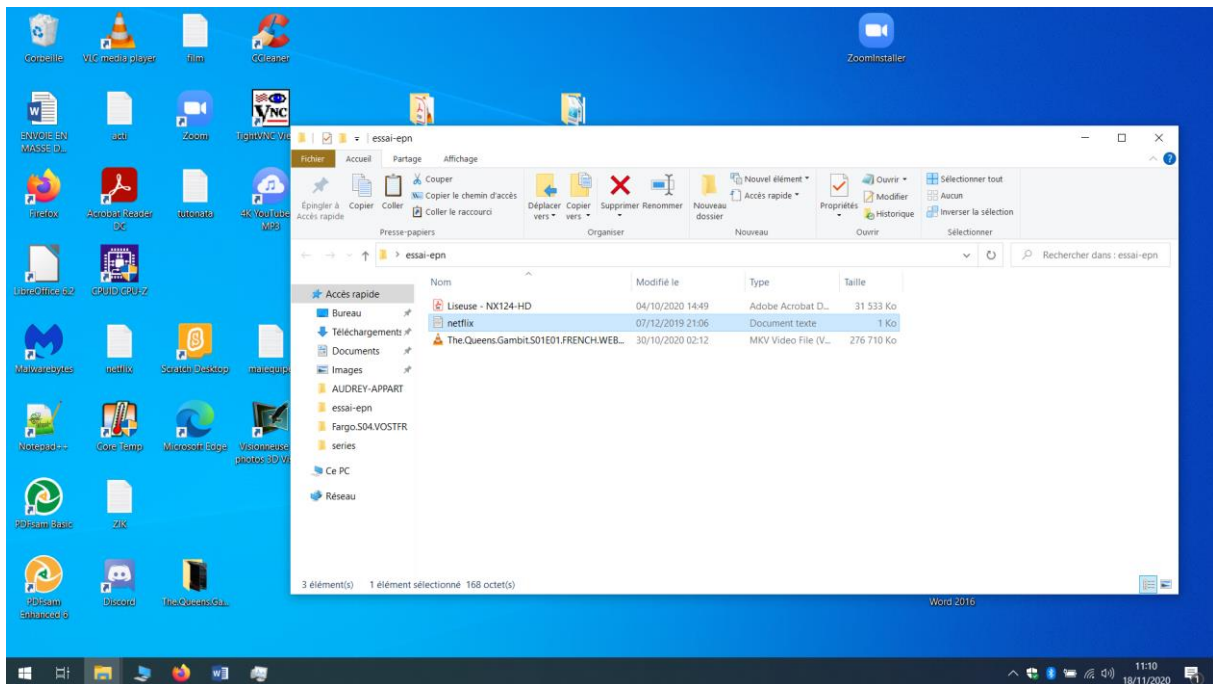 Corbeille
VLC media player
film
CCleaner
ZoomInstaller
ENVOIE EN
MASSE D...
acti
Zoom
TightVNC Vie
VNC
Firefox
Acrobat Reader
DC
tutonata
4K YouTube
MP3
LibreOffice 6.2
CPUID CPU-Z
Malwarebytes
netflix
Scratch Desktop
maiequipe
Notepad++
Core Temp
Microsoft Edge
Visionneuse
photos 3D Vi
PDFsam Basic
ZIK
PDFsam
Enhanced 6
Discord
The.Queens.Ga...
Word 2016
essai-epn
Fichier Accueil Partage Affichage
Épingler à
Accès rapide
Copier
Coller
Couper
Copier le chemin d'accès
Coller le raccourci
Presse-papiers
Déplacer
vers
Copier
vers
Supprimer
Renommer
Organiser
Nouveau
dossier
Nouvel élément
Accès rapide
Nouveau
Propriétés
Ouvrir
Modifier
Historique
Ouvrir
Sélectionner tout
Aucun
Inverser la sélection
Sélectionner
essai-epn
Rechercher dans : essai-epn
Accès rapide
Bureau
Téléchargements
Documents
Images
AUDREY-APPART
essai-epn
Fargo.S04.VOSTFR
series
Ce PC
Réseau
Nom Modifié le Type Taille
Liseuse - NX124-HD 04/10/2020 14:49 Adobe Acrobat D... 31 533 Ko
netflix 07/12/2019 21:06 Document texte 1 Ko
The.Queens.Gambit.S01E01.FRENCH.WEB... 30/10/2020 02:12 MKV Video File (V... 276 710 Ko
3 élément(s) 1 élément sélectionné 168 octet(s)
11:10
18/11/2020